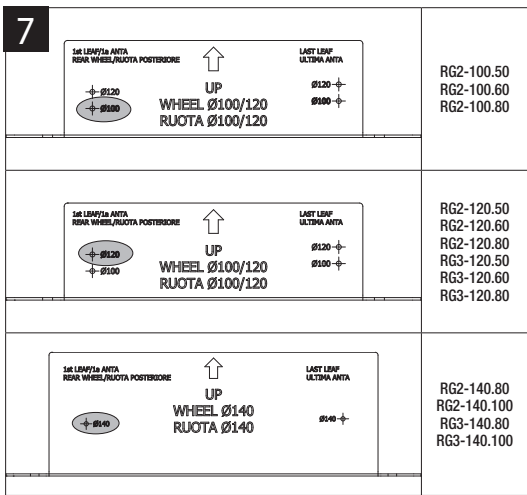 7
1st LEAF/1a ANTA
REAR WHEEL/RUOTA POSTERIORE
LAST LEAF
ULTIMA ANTA
Ø120
Ø100
UP
WHEEL Ø100/120
RUOTA Ø100/120
Ø120
Ø100
RG2-100.50
RG2-100.60
RG2-100.80
1st LEAF/1a ANTA
REAR WHEEL/RUOTA POSTERIORE
LAST LEAF
ULTIMA ANTA
Ø120
Ø100
UP
WHEEL Ø100/120
RUOTA Ø100/120
Ø120
Ø100
RG2-120.50
RG2-120.60
RG2-120.80
RG3-120.50
RG3-120.60
RG3-120.80
1st LEAF/1a ANTA
REAR WHEEL/RUOTA POSTERIORE
LAST LEAF
ULTIMA ANTA
Ø140
UP
WHEEL Ø140
RUOTA Ø140
Ø140
RG2-140.80
RG2-140.100
RG3-140.80
RG3-140.100